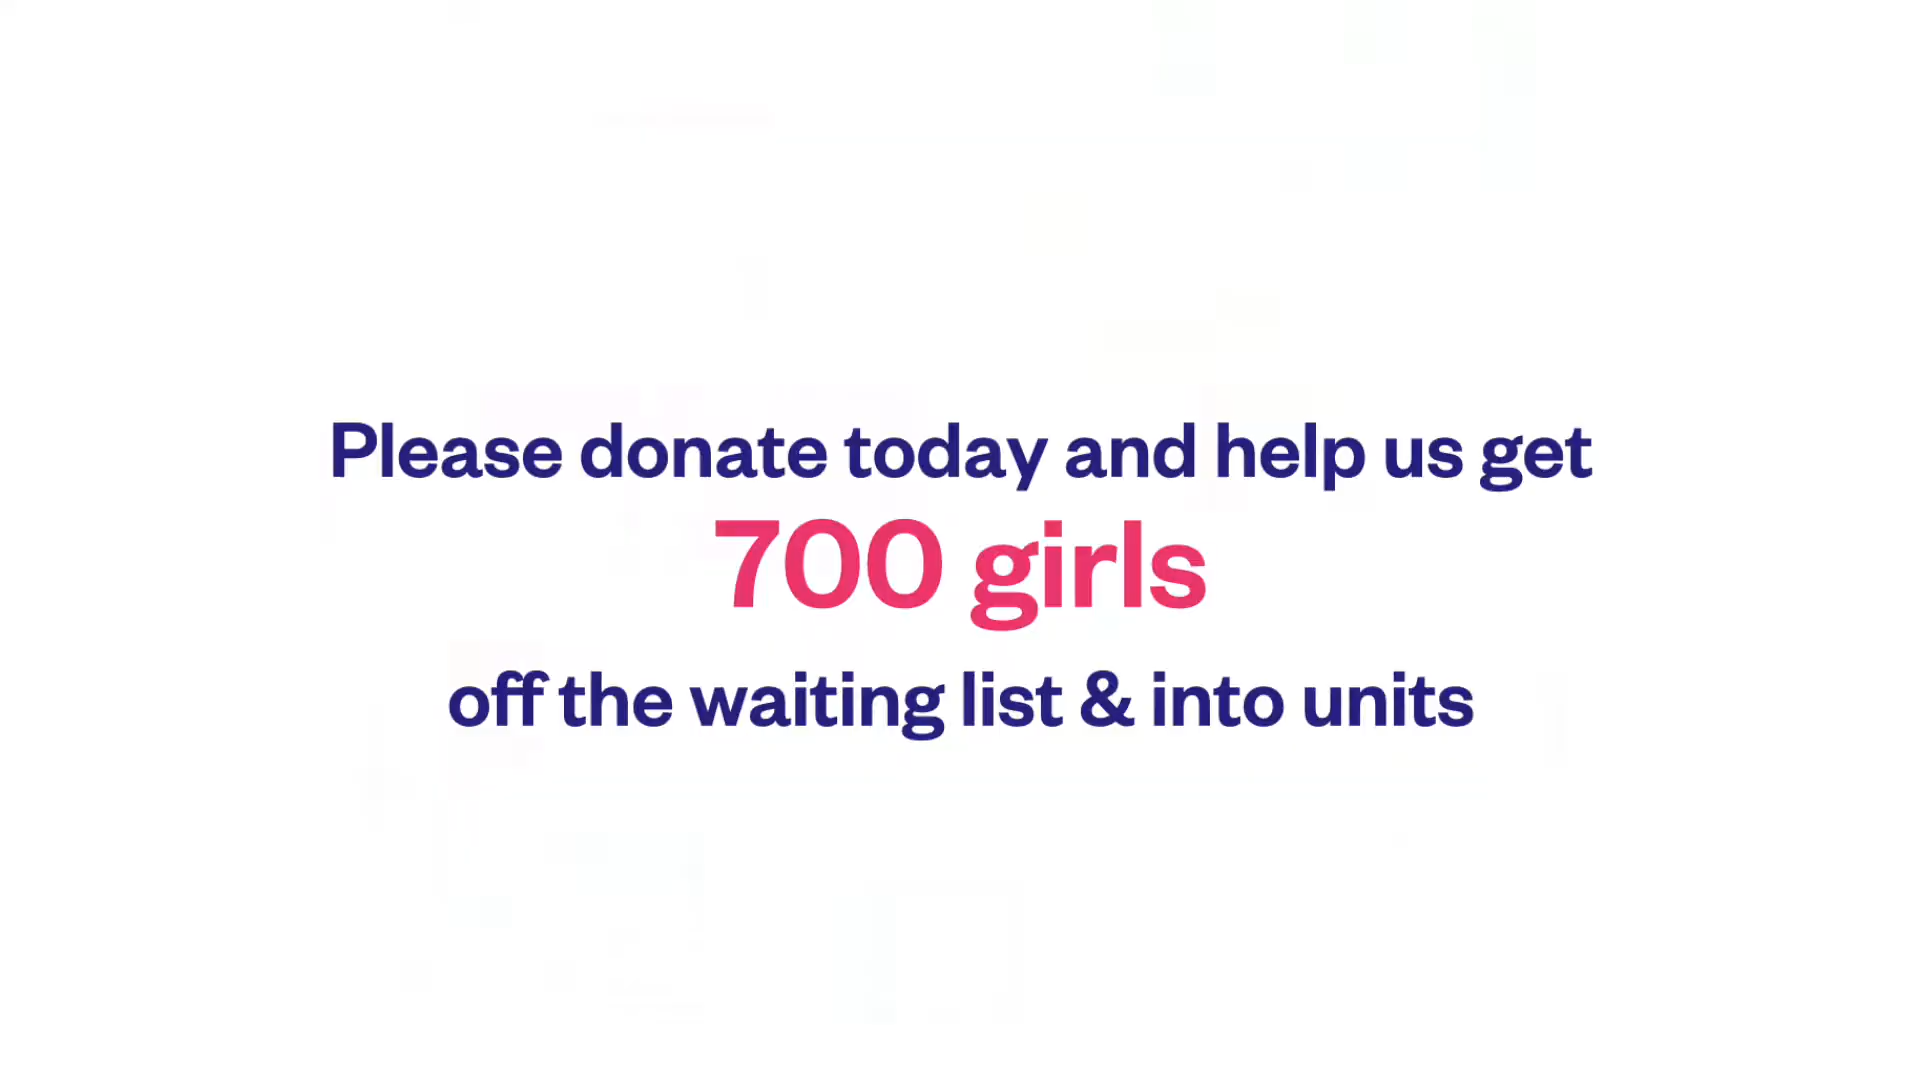 Please donate today and help us get
700 girls
off the waiting list & into units